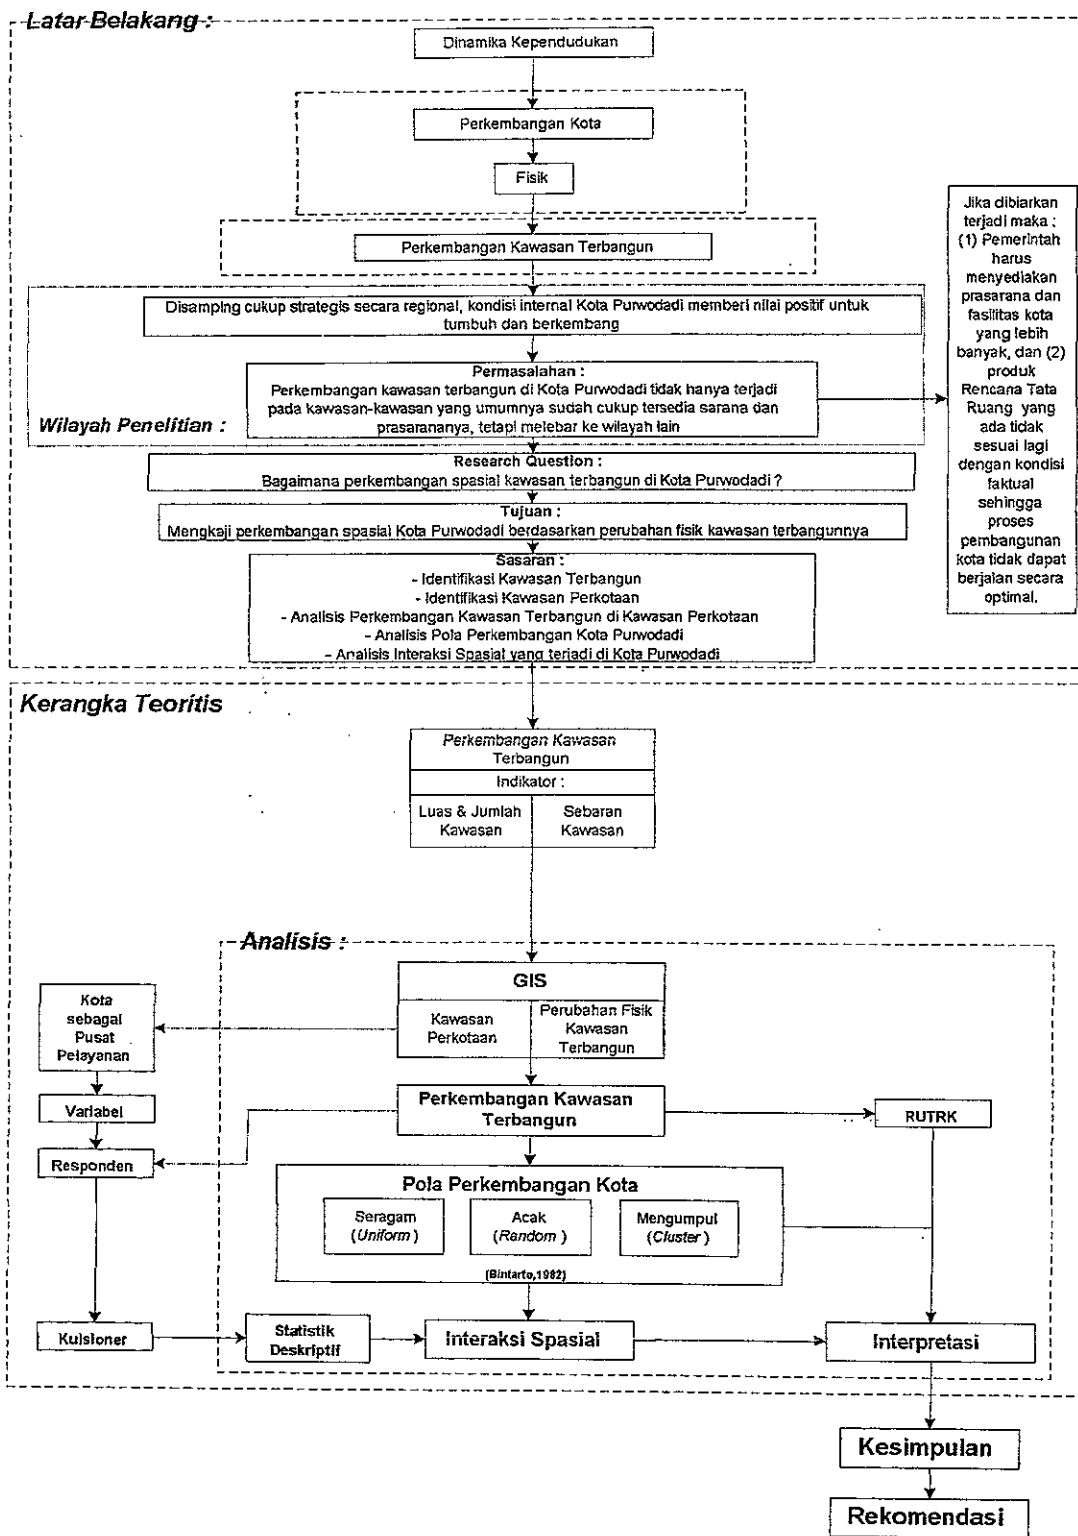 Latar Belakang :
Dinamika Kependudukan
Perkembangan Kota
Fisik
Perkembangan Kawasan Terbangun
Disamping cukup strategis secara regional, kondisi internal Kota Purwodadi memberi nilai positif untuk
tumbuh dan berkembang
Permasalahan :
Perkembangan kawasan terbangun di Kota Purwodadi tidak hanya terjadi
pada kawasan-kawasan yang umumnya sudah cukup tersedia sarana dan
prasarananya, tetapi melebar ke wilayah lain
Wilayah Penelitian :
Jika dibiarkan
terjadi maka :
(1) Pemerintah
harus
menyediakan
prasarana dan
fasilitas kota
yang lebih
banyak, dan (2)
produk
Rencana Tata
Ruang yang
ada tidak
sesuai lagi
dengan kondisi
faktual
sehingga
proses
pembangunan
kota tidak dapat
berjalan secara
optimal.
Research Question :
Bagaimana perkembangan spasial kawasan terbangun di Kota Purwodadi ?
Tujuan :
Mengkaji perkembangan spasial Kota Purwodadi berdasarkan perubahan fisik kawasan terbangunnya
Sasaran :
- Identifikasi Kawasan Terbangun
- Identifikasi Kawasan Perkotaan
- Analisis Perkembangan Kawasan Terbangun di Kawasan Perkotaan
- Analisis Pola Perkembangan Kota Purwodadi
- Analisis Interaksi Spasial yang terjadi di Kota Purwodadi
Kerangka Teoritis
Perkembangan Kawasan
Terbangun
Indikator :
Luas & Jumlah
Kawasan
Sebaran
Kawasan
Analisis :
GIS
Kawasan
Perkotaan
Perubahan Fisik
Kawasan
Terbangun
Kota
sebagai
Pusat
Pelayanan
Variabel
Responden
Perkembangan Kawasan
Terbangun
RUTRK
Pola Perkembangan Kota
Seragam
(Uniform )
Acak
(Random )
Mengumpul
(Cluster )
(Bintarto,1982)
Kuisioner
Statistik
Deskriptif
Interaksi Spasial
Interpretasi
Kesimpulan
Rekomendasi